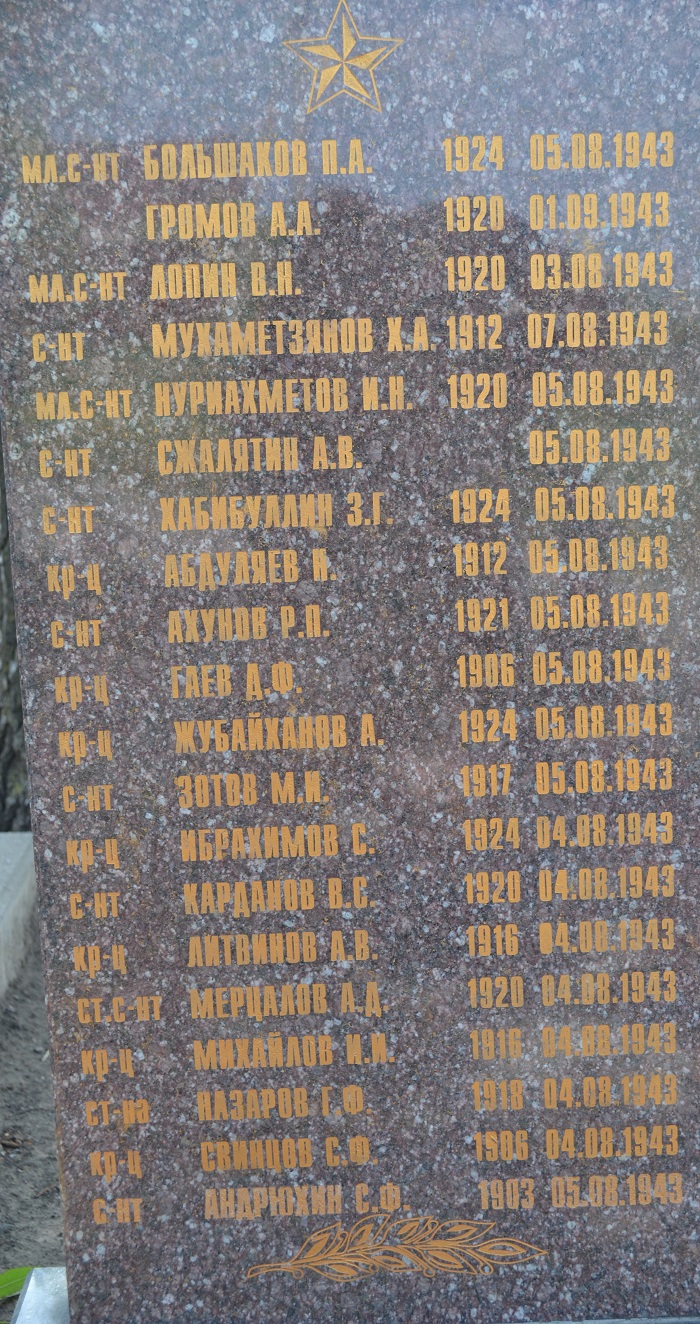 мл.с-нт БОЛЬШАКОВ П.А. 1924 05.08.1943
ГРОМОВ А.А. 1920 01.09.1943
мл.с-нт ЛОПИН В.Н. 1920 03.08 1943
с-нт МУХАМЕТЗЯНОВ Х.А. 1912 07.08.1943
мл.с-нт НУРИАХМЕТОВ И.Н. 1920 05.08.1943
с-нт СЖАЛЯТИН А.В. 05.08.1943
с-нт ХАБИБУЛЛИН З.Г. 1924 05.08.1943
кр-ц АБДУЛЯЕВ П. 1912 05.08.1943
с-нт АХУНОВ Р.П. 1921 05.08.1943
кр-ц ГАЕВ Д.Ф. 1906 05.08.1943
кр-ц ЖУБАЙХАНОВ А. 1924 05.08.1943
с-нт ЗОТОВ М.И. 1917 05.08.1943
кр-ц ИБРАХИМОВ С. 1924 04.08.1943
с-нт КАРДАНОВ В.Е. 1920 04.08.1943
кр-ц ЛИТВИНОВ А.В. 1916 04.08.1943
ст.с-нт МЕРЦАЛОВ А.Д. 1920 04.08.1943
кр-ц МИХАЙЛОВ И.И. 1916 04.08.1943
ст-на НАЗАРОВ Г.Ф. 1918 04.08.1943
кр-ц СВИНЦОВ С.Ф. 1906 04.08.1943
с-нт АНДРЮХИН С.Ф. 1903 05.08.1943